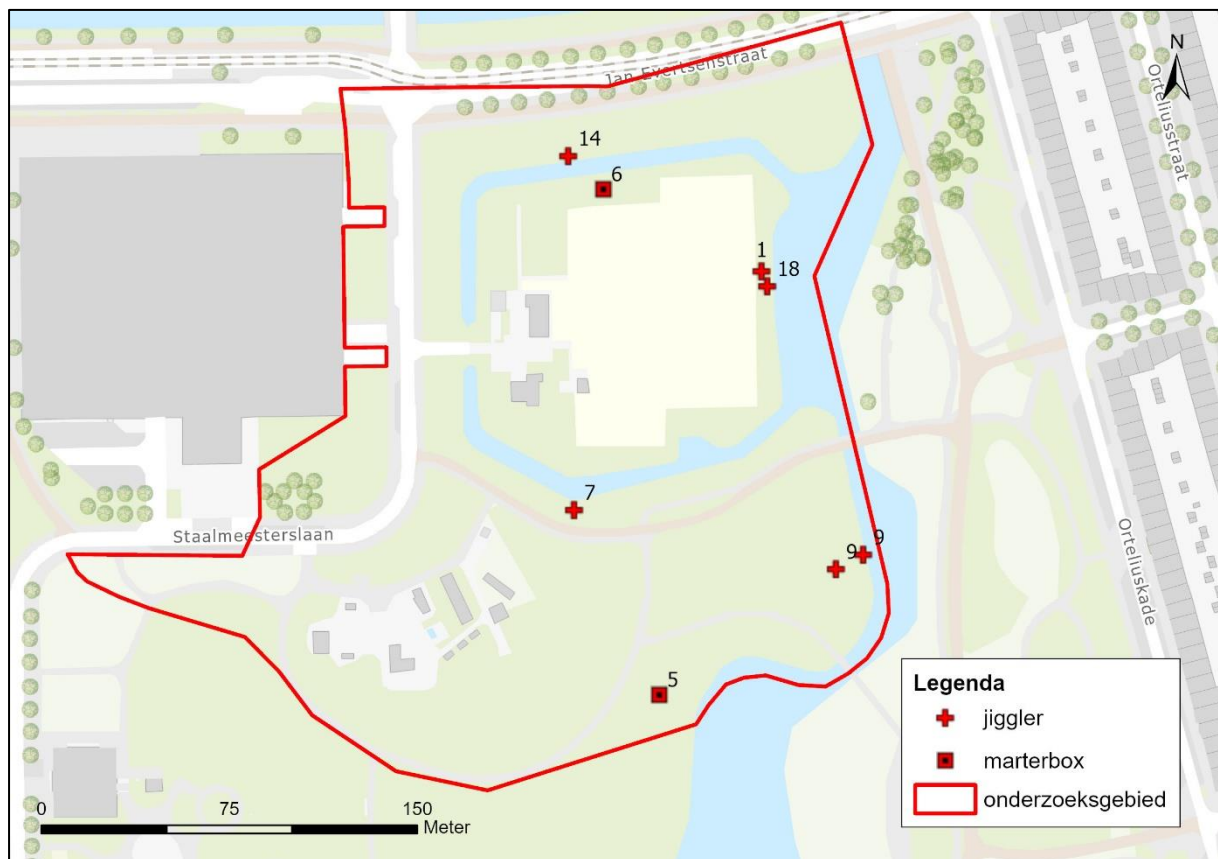 N
Jan Evertsenstraat
Orteliusstraat
14
6
1
18
7
Staalmeesterslaan
9
9
Orteliuskade
5
Legenda
jiggler
marterbox
onderzoeksgebied
0 75 150
Meter